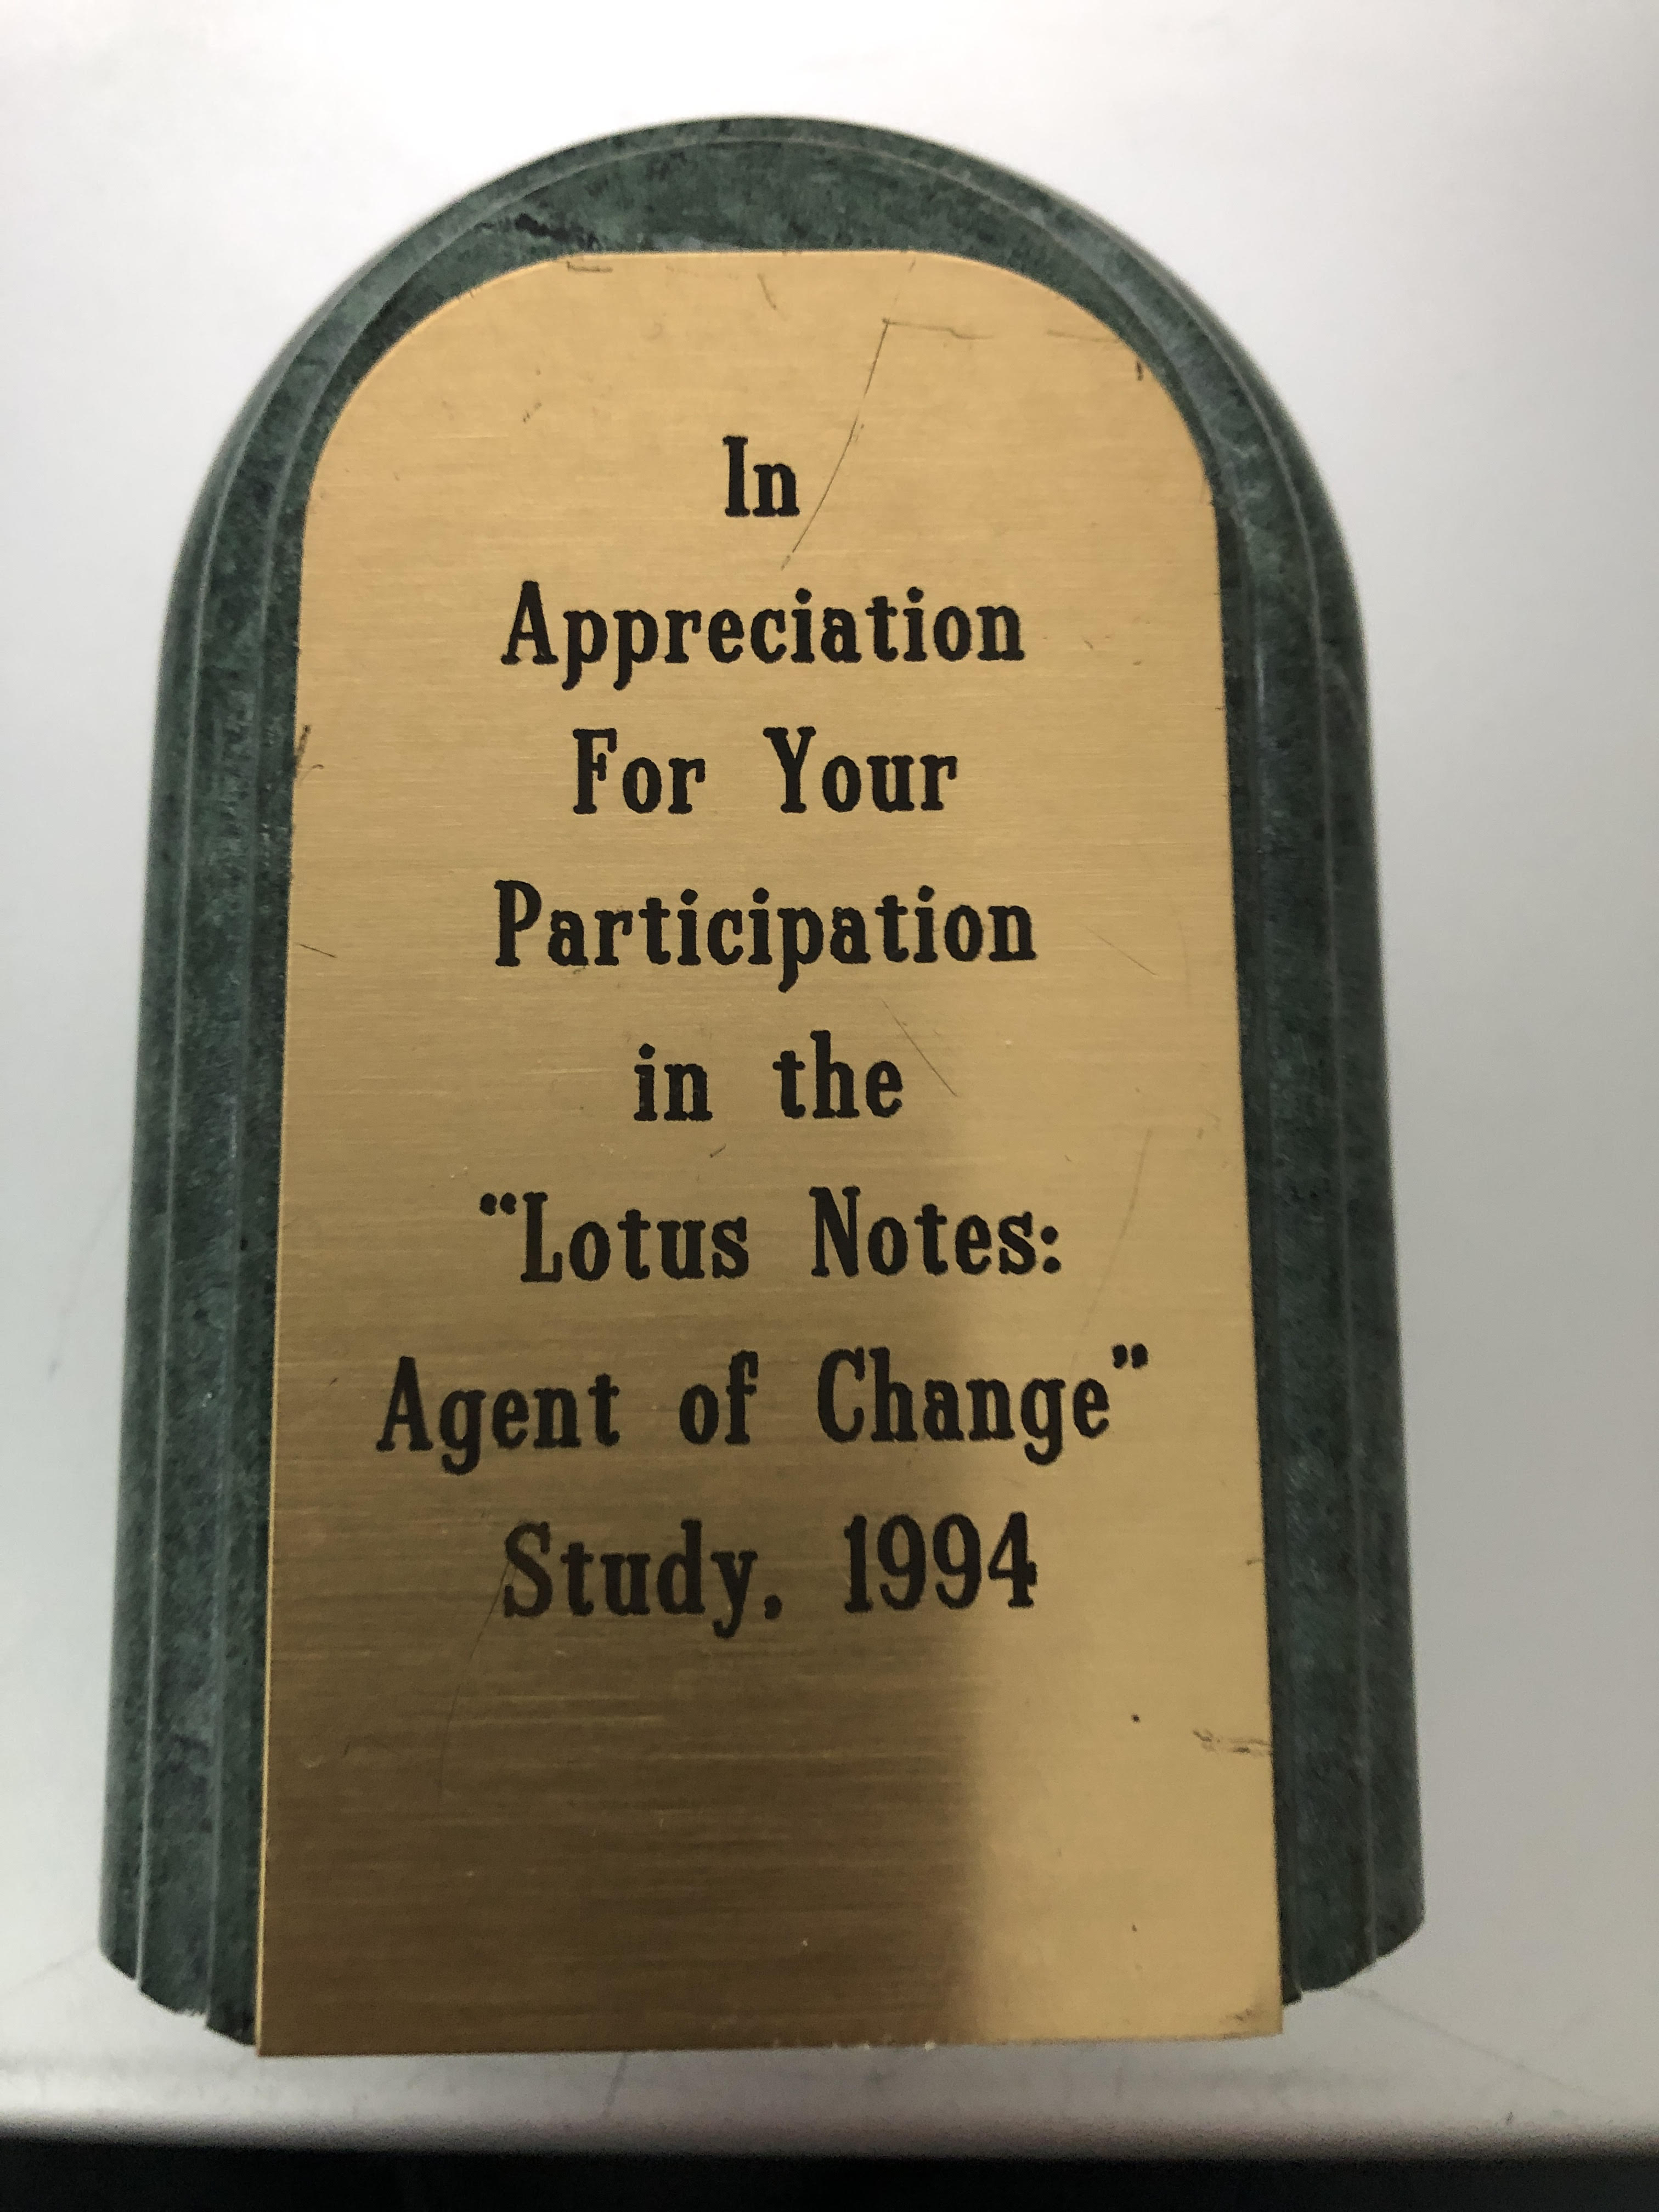 In
Appreciation
For Your
Participation
in the
“Lotus Notes:
Agent of Change”
Study, 1994